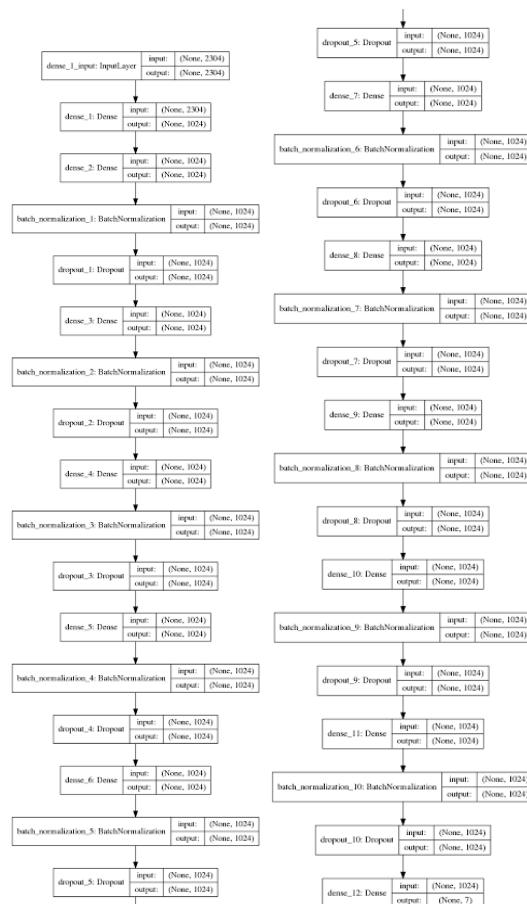 dense_1_input: InputLayer input: (None, 2304)
output: (None, 2304)
dense_1: Dense input: (None, 2304)
output: (None, 1024)
dense_2: Dense input: (None, 1024)
output: (None, 1024)
batch_normalization_1: BatchNormalization input: (None, 1024)
output: (None, 1024)
dropout_1: Dropout input: (None, 1024)
output: (None, 1024)
dense_3: Dense input: (None, 1024)
output: (None, 1024)
batch_normalization_2: BatchNormalization input: (None, 1024)
output: (None, 1024)
dropout_2: Dropout input: (None, 1024)
output: (None, 1024)
dense_4: Dense input: (None, 1024)
output: (None, 1024)
batch_normalization_3: BatchNormalization input: (None, 1024)
output: (None, 1024)
dropout_3: Dropout input: (None, 1024)
output: (None, 1024)
dense_5: Dense input: (None, 1024)
output: (None, 1024)
batch_normalization_4: BatchNormalization input: (None, 1024)
output: (None, 1024)
dropout_4: Dropout input: (None, 1024)
output: (None, 1024)
dense_6: Dense input: (None, 1024)
output: (None, 1024)
batch_normalization_5: BatchNormalization input: (None, 1024)
output: (None, 1024)
dropout_5: Dropout input: (None, 1024)
output: (None, 1024)
dropout_5: Dropout input: (None, 1024)
output: (None, 1024)
dense_7: Dense input: (None, 1024)
output: (None, 1024)
batch_normalization_6: BatchNormalization input: (None, 1024)
output: (None, 1024)
dropout_6: Dropout input: (None, 1024)
output: (None, 1024)
dense_8: Dense input: (None, 1024)
output: (None, 1024)
batch_normalization_7: BatchNormalization input: (None, 1024)
output: (None, 1024)
dropout_7: Dropout input: (None, 1024)
output: (None, 1024)
dense_9: Dense input: (None, 1024)
output: (None, 1024)
batch_normalization_8: BatchNormalization input: (None, 1024)
output: (None, 1024)
dropout_8: Dropout input: (None, 1024)
output: (None, 1024)
dense_10: Dense input: (None, 1024)
output: (None, 1024)
batch_normalization_9: BatchNormalization input: (None, 1024)
output: (None, 1024)
dropout_9: Dropout input: (None, 1024)
output: (None, 1024)
dense_11: Dense input: (None, 1024)
output: (None, 1024)
batch_normalization_10: BatchNormalization input: (None, 1024)
output: (None, 1024)
dropout_10: Dropout input: (None, 1024)
output: (None, 1024)
dense_12: Dense input: (None, 1024)
output: (None, 7)